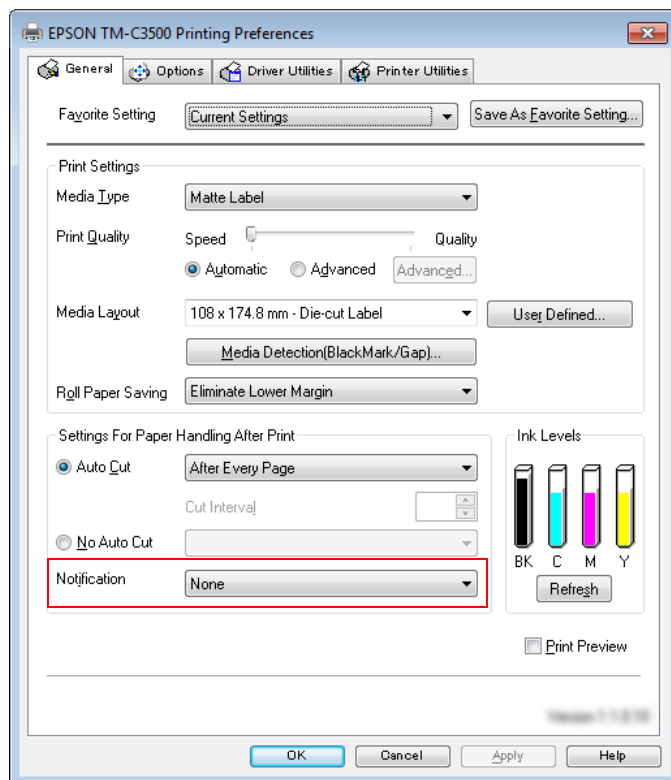 EPSON TM-C3500 Printing Preferences
General Options Driver Utilities Printer Utilities
Favorite Setting Current Settings Save As Favorite Setting...
Print Settings
Media Type Matte Label
Print Quality Speed Quality
Automatic Advanced Advanced...
Media Layout 108 x 174.8 mm - Die-cut Label User Defined...
Media Detection(BlackMark/Gap)...
Roll Paper Saving Eliminate Lower Margin
Settings For Paper Handling After Print
Auto Cut After Every Page
Cut Interval
No Auto Cut
Notification None
Ink Levels
BK C M Y
Refresh
Print Preview
OK Cancel Apply Help